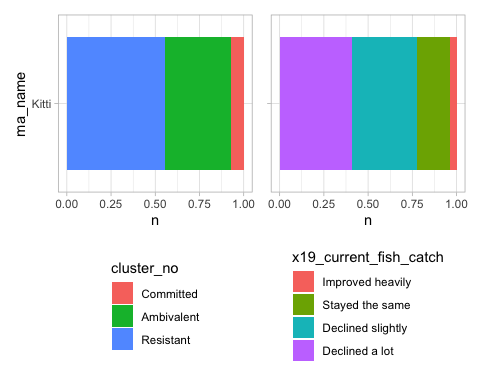 ma_name
Kitti
0.00 0.25 0.50 0.75 1.00
0.00 0.25 0.50 0.75 1.00
n
n
cluster_no
Committed
Ambivalent
Resistant
x19_current_fish_catch
Improved heavily
Stayed the same
Declined slightly
Declined a lot